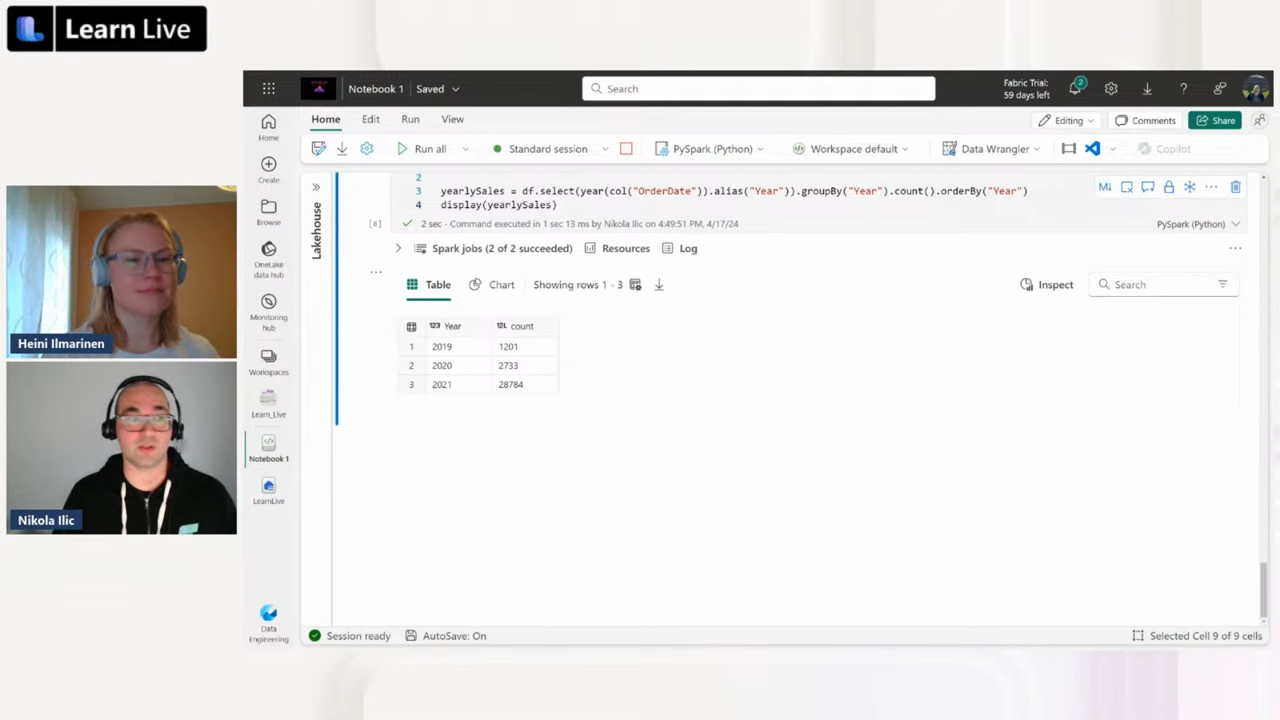 Learn Live
Notebook 1 Saved
Search
Fabric Trial:
59 days left
2
Home Edit Run View
Editing Comments Share
Run all Standard session PySpark (Python) Workspace default Data Wrangler Copilot
Home
Create
Browse
OneLake
data hub
Monitoring
hub
Workspaces
Learn_Live
Notebook 1
LearnLive
Data
Engineering
Lakehouse
2
3 yearlySales = df.select(year(col("OrderDate")).alias("Year")).groupBy("Year").count().orderBy("Year")
4 display(yearlySales)
M↓
[8] 2 sec - Command executed in 1 sec 13 ms by Nikola Ilic on 4:49:51 PM, 4/17/24 PySpark (Python)
Spark jobs (2 of 2 succeeded) Resources Log
Table Chart Showing rows 1 - 3 Inspect Search
123 Year 12L count
1 2019 1201
2 2020 2733
3 2021 28784
Heini Ilmarinen
Nikola Ilic
Session ready AutoSave: On Selected Cell 9 of 9 cells